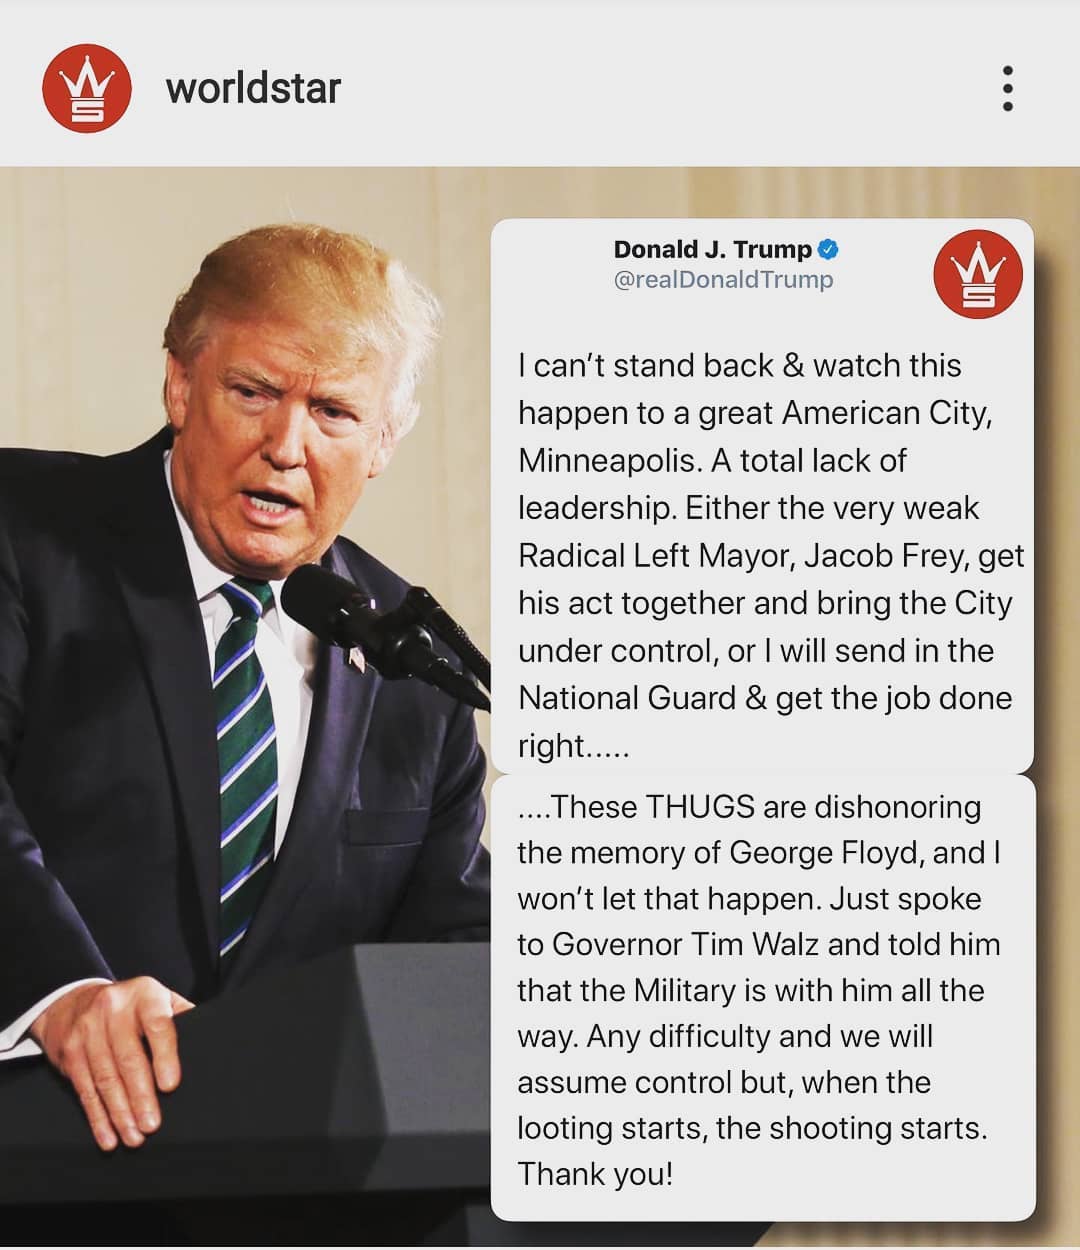 worldstar
Donald J. Trump
@realDonaldTrump
I can’t stand back & watch this
happen to a great American City,
Minneapolis. A total lack of
leadership. Either the very weak
Radical Left Mayor, Jacob Frey, get
his act together and bring the City
under control, or I will send in the
National Guard & get the job done
right.....
....These THUGS are dishonoring
the memory of George Floyd, and I
won’t let that happen. Just spoke
to Governor Tim Walz and told him
that the Military is with him all the
way. Any difficulty and we will
assume control but, when the
looting starts, the shooting starts.
Thank you!